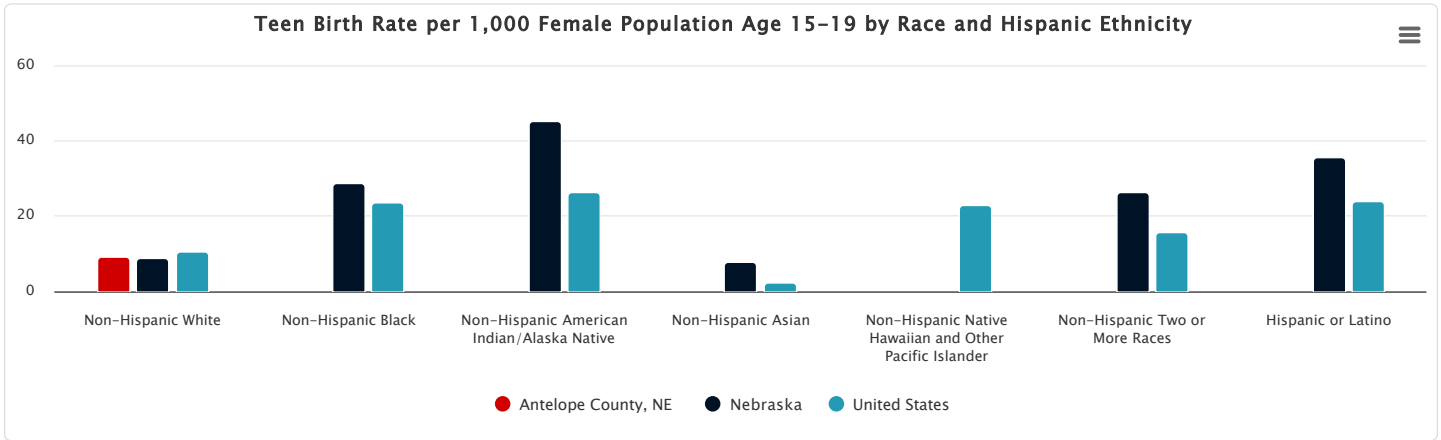 Teen Birth Rate per 1,000 Female Population Age 15–19 by Race and Hispanic Ethnicity
60
40
20
0
Non-Hispanic White
Non-Hispanic Black
Non-Hispanic American
Indian/Alaska Native
Non-Hispanic Asian
Non-Hispanic Native
Hawaiian and Other
Pacific Islander
Non-Hispanic Two or
More Races
Hispanic or Latino
Antelope County, NE
Nebraska
United States